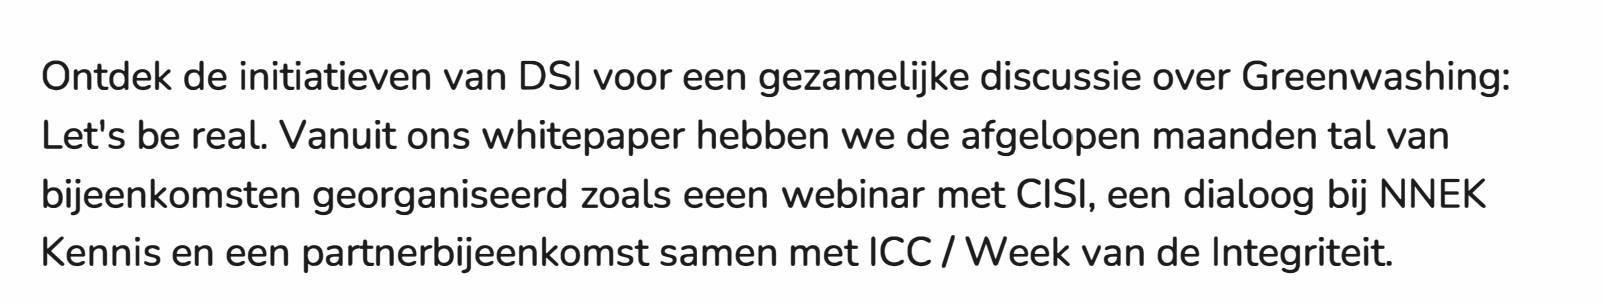 Ontdek de initiatieven van DSI voor een gezamelijke discussie over Greenwashing:
Let's be real. Vanuit ons whitepaper hebben we de afgelopen maanden tal van
bijeenkomsten georganiseerd zoals eeen webinar met CISI, een dialoog bij NNEK
Kennis en een partnerbijeenkomst samen met ICC / Week van de Integriteit.